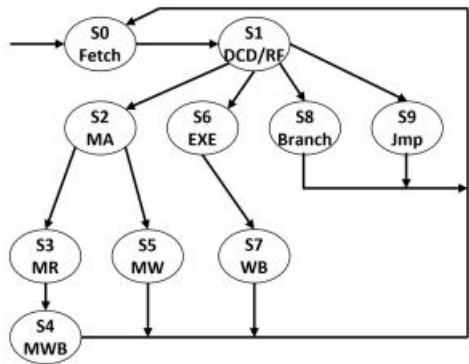 S0
Fetch
S1
DCD/RF
S2
MA
S6
EXE
S8
Branch
S9
Jmp
S3
MR
S5
MW
S7
WB
S4
MWB